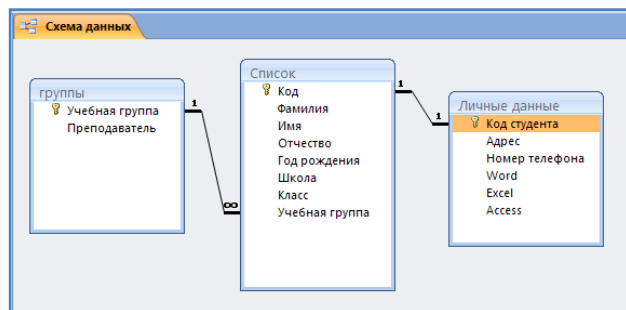 Схема данных
группы
Учебная группа
Преподаватель
1
∞
Список
Код
Фамилия
Имя
Отчество
Год рождения
Школа
Класс
Учебная группа
1
1
Личные данные
Код студента
Адрес
Номер телефона
Word
Excel
Access